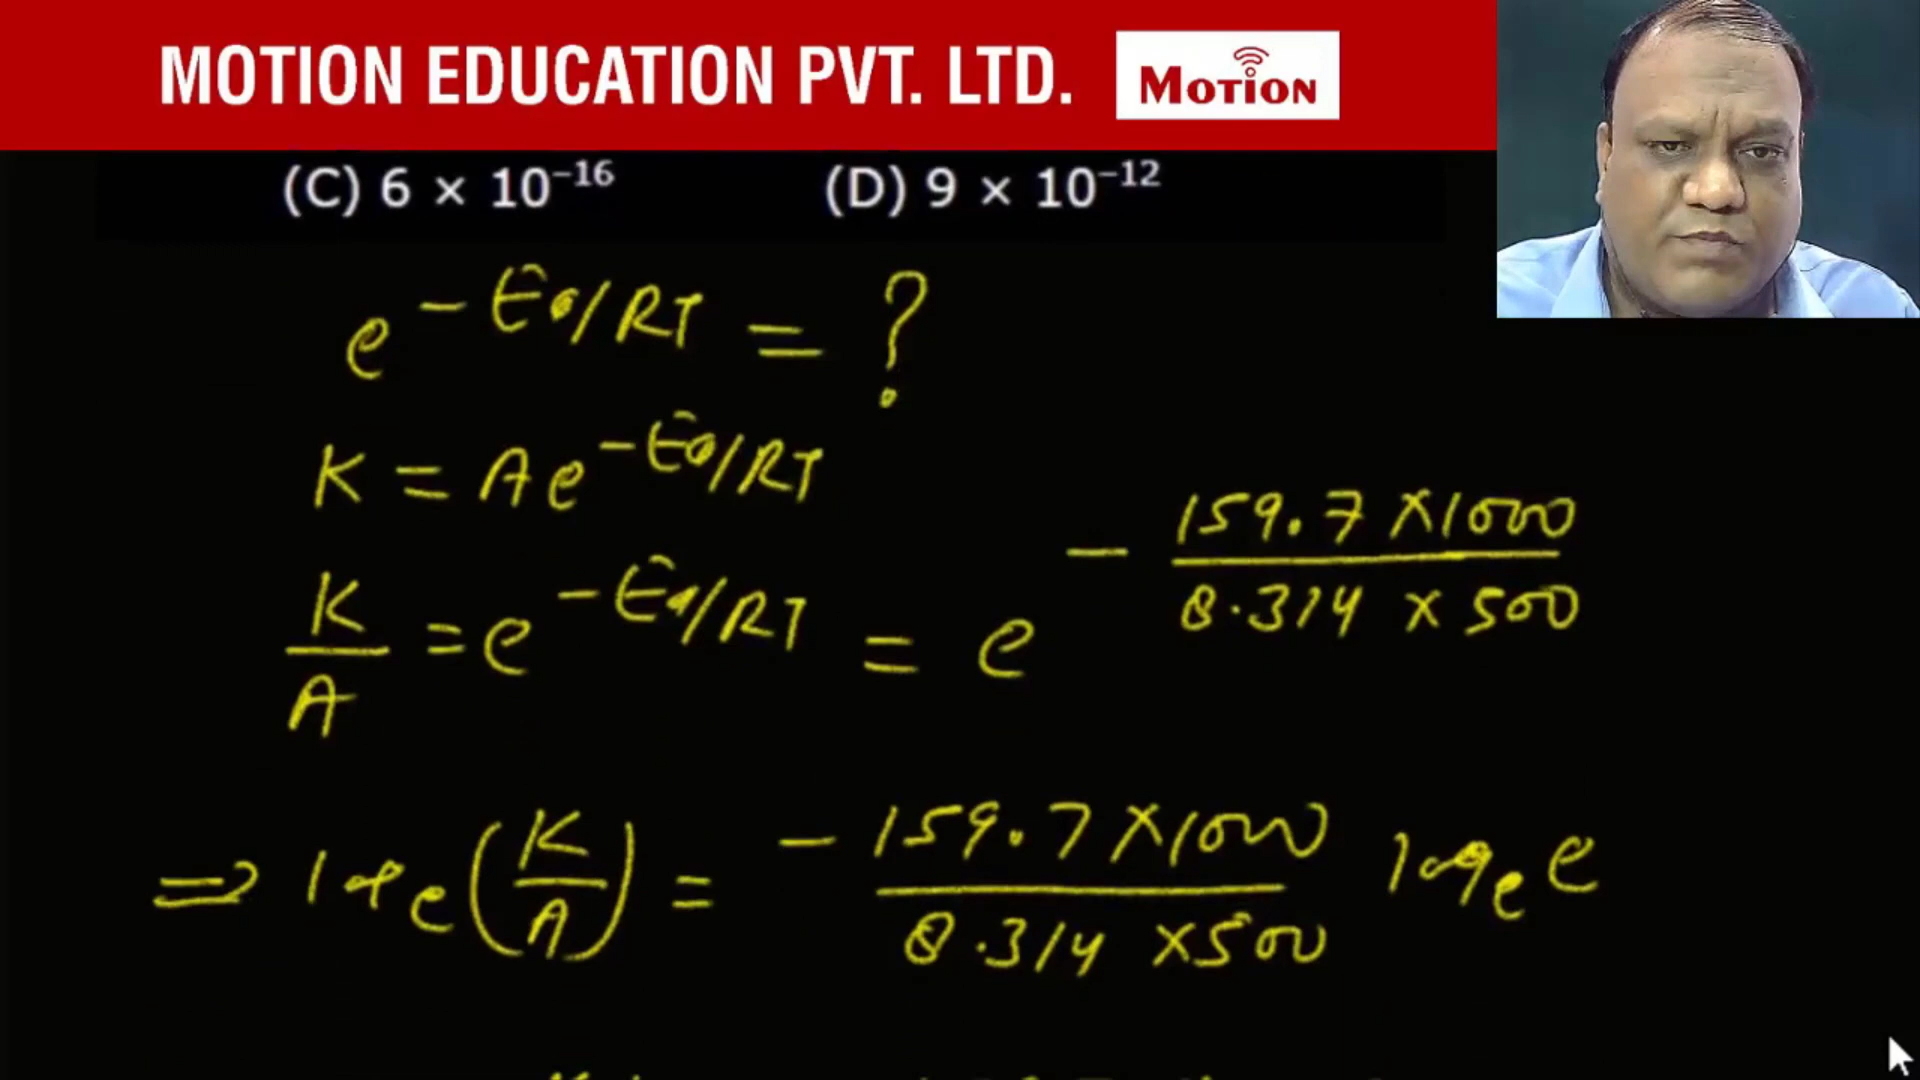 MOTION EDUCATION PVT. LTD. MOTION
(C) 6 × 10⁻¹⁶ (D) 9 × 10⁻¹²
e^(-Ea/RT) = ?
K = Ae^(-Ea/RT)
K/A = e^(-Ea/RT) = e^(-(159.7 × 1000)/(8.314 × 500))
⇒ logₑ(K/A) = -(159.7 × 1000)/(8.314 × 500) logₑ e